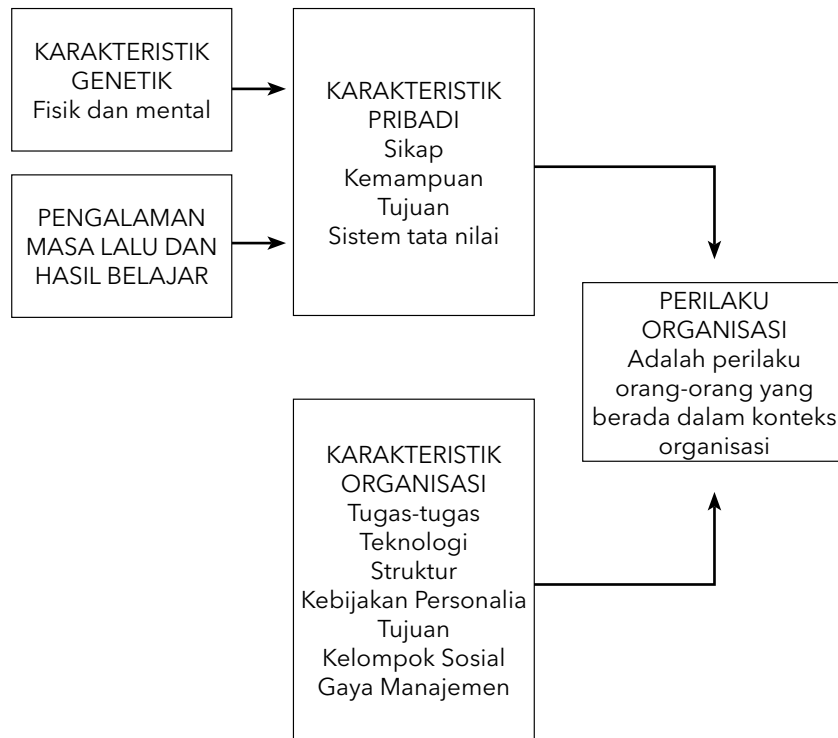 KARAKTERISTIK
GENETIK
Fisik dan mental
PENGALAMAN
MASA LALU DAN
HASIL BELAJAR
KARAKTERISTIK
PRIBADI
Sikap
Kemampuan
Tujuan
Sistem tata nilai
KARAKTERISTIK
ORGANISASI
Tugas-tugas
Teknologi
Struktur
Kebijakan Personalia
Tujuan
Kelompok Sosial
Gaya Manajemen
PERILAKU
ORGANISASI
Adalah perilaku
orang-orang yang
berada dalam konteks
organisasi